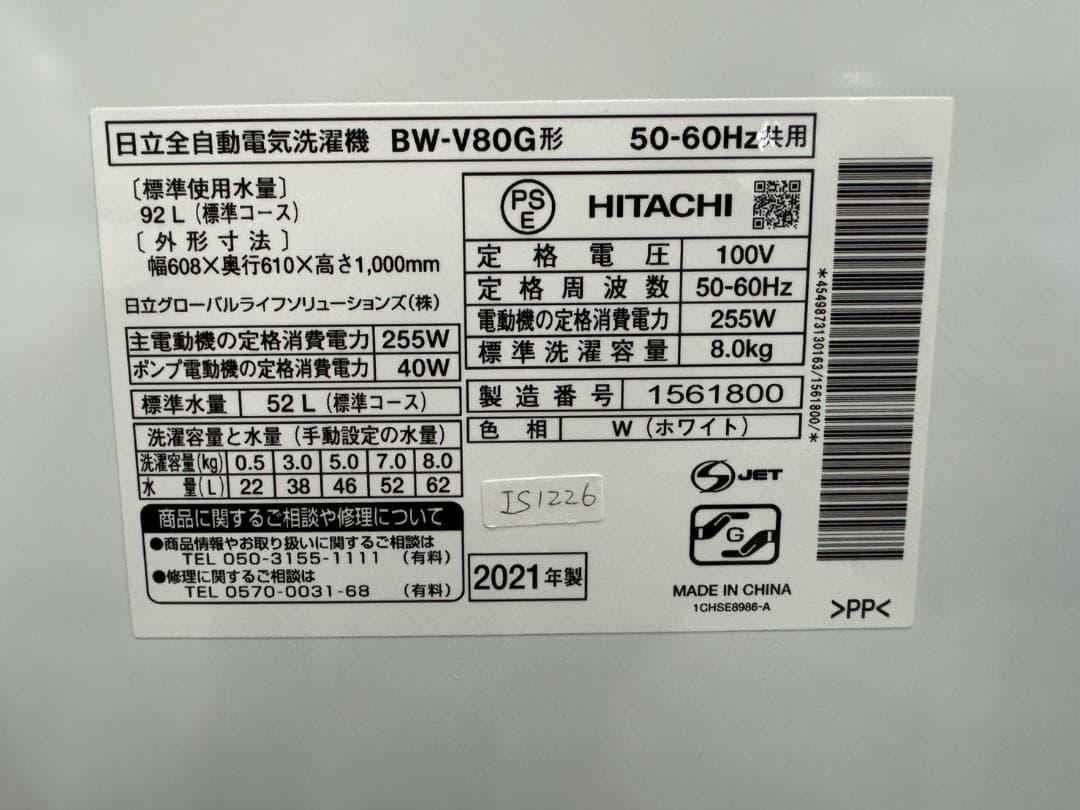 日立全自動電気洗濯機 BW-V80G形 50-60Hz共用
〔標準使用水量〕
92 L (標準コース)
〔外形寸法〕
幅608×奥行610×高さ1,000mm
日立グローバルライフソリューションズ(株)
主電動機の定格消費電力 255W
ポンプ電動機の定格消費電力 40W
標準水量 52 L (標準コース)
洗濯容量と水量 (手動設定の水量)
洗濯容量(kg) 0.5 3.0 5.0 7.0 8.0
水 量(L) 22 38 46 52 62
商品に関するご相談や修理について
●商品情報やお取り扱いに関するご相談は
TEL 050-3155-1111 (有料)
●修理に関するご相談は
TEL 0570-0031-68 (有料)
PS E HITACHI
定格電圧 100V
定格周波数 50-60Hz
電動機の定格消費電力 255W
標準洗濯容量 8.0kg
製造番号 1561800
色相 W (ホワイト)
IS1226
2021年製
S JET
G
MADE IN CHINA
1CHSE8986-A
>PP<
*4549873130163/1561800/*